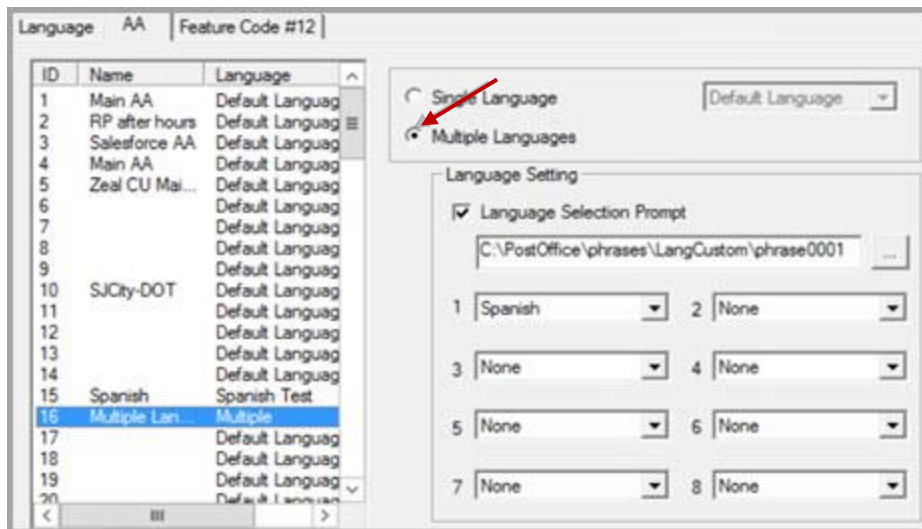 Language AA Feature Code #12
ID Name Language
1 Main AA Default Languag
2 RP after hours Default Languag
3 Salesforce AA Default Languag
4 Main AA Default Languag
5 Zeal CU Mai... Default Languag
6 Default Languag
7 Default Languag
8 Default Languag
9 Default Languag
10 SJCity-DOT Default Languag
11 Default Languag
12 Default Languag
13 Default Languag
14 Default Languag
15 Spanish Spanish Test
16 Multiple Lan... Multiple
17 Default Languag
18 Default Languag
19 Default Languag
20 Default Languag
Single Language Default Language
Multiple Languages
Language Setting
Language Selection Prompt
C:\PostOffice\phrases\LangCustom\phrase0001 ...
1 Spanish 2 None
3 None 4 None
5 None 6 None
7 None 8 None